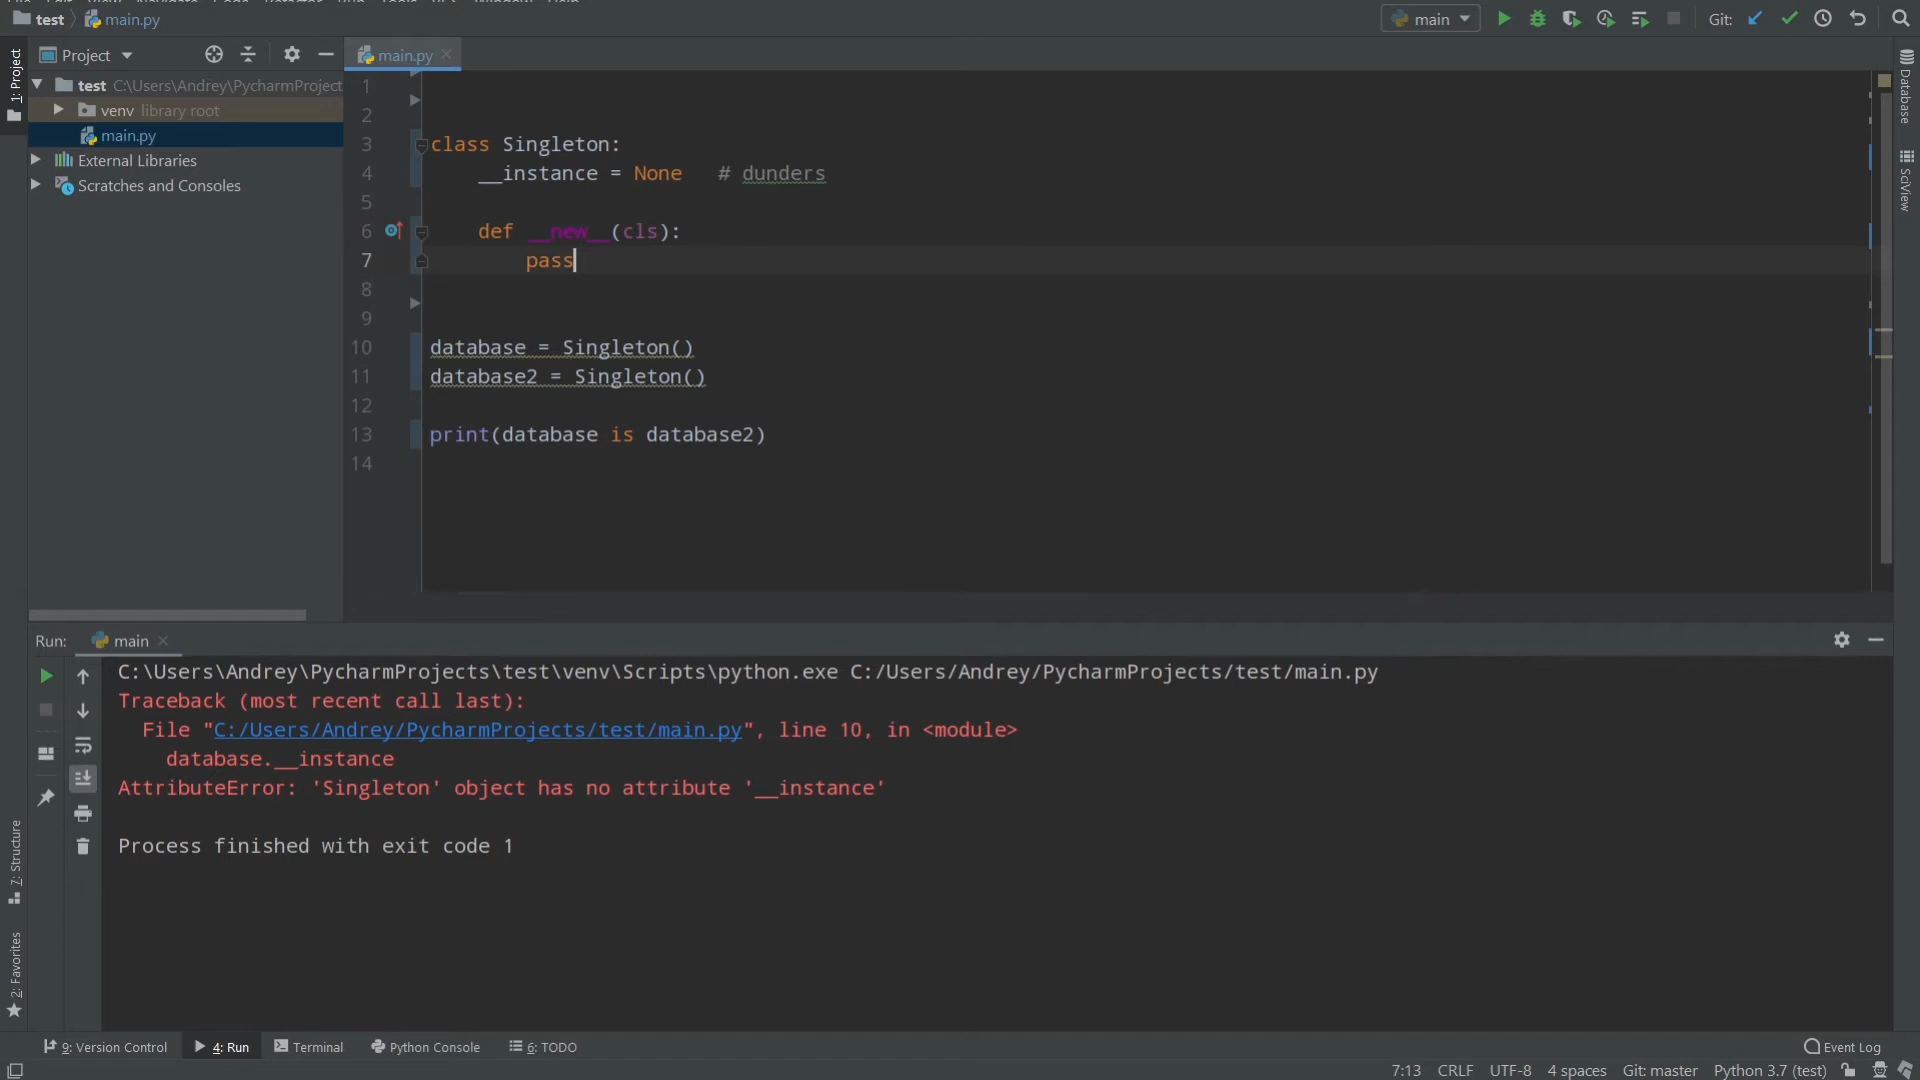 test main.py
main
Git:
1: Project
Project
main.py
test C:\Users\Andrey\PycharmProject
venv library root
main.py
External Libraries
Scratches and Consoles
1
2
3 class Singleton:
4 __instance = None # dunders
5
6 def __new__(cls):
7 pass
8
9
10 database = Singleton()
11 database2 = Singleton()
12
13 print(database is database2)
14
Database
SciView
Run: main
C:\Users\Andrey\PycharmProjects\test\venv\Scripts\python.exe C:/Users/Andrey/PycharmProjects/test/main.py
Traceback (most recent call last):
File "C:/Users/Andrey/PycharmProjects/test/main.py", line 10, in <module>
database.__instance
AttributeError: 'Singleton' object has no attribute '__instance'
Process finished with exit code 1
7: Structure
2: Favorites
9: Version Control 4: Run Terminal Python Console 6: TODO Event Log
7:13 CRLF UTF-8 4 spaces Git: master Python 3.7 (test)